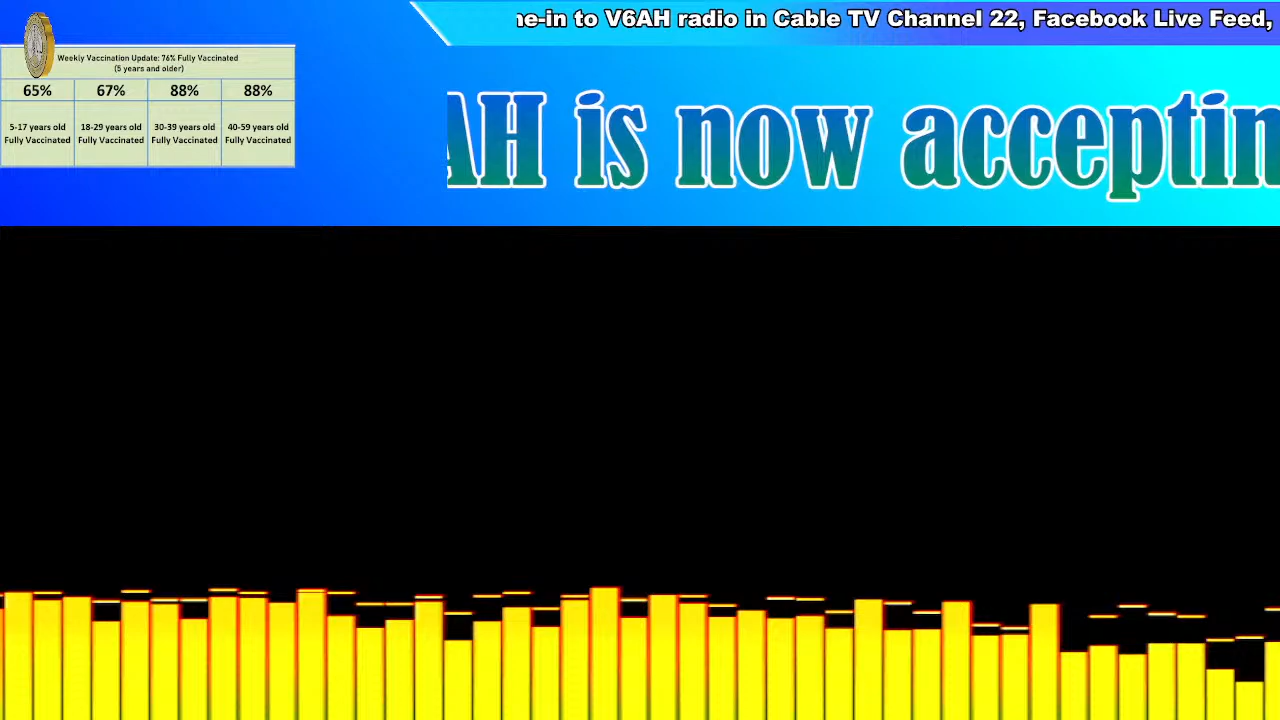 ne-in to V6AH radio in Cable TV Channel 22, Facebook Live Feed,
Weekly Vaccination Update: 76% Fully Vaccinated
(5 years and older)
65% 67% 88% 88%
5-17 years old 18-29 years old 30-39 years old 40-59 years old
Fully Vaccinated Fully Vaccinated Fully Vaccinated Fully Vaccinated
AH is now acceptin